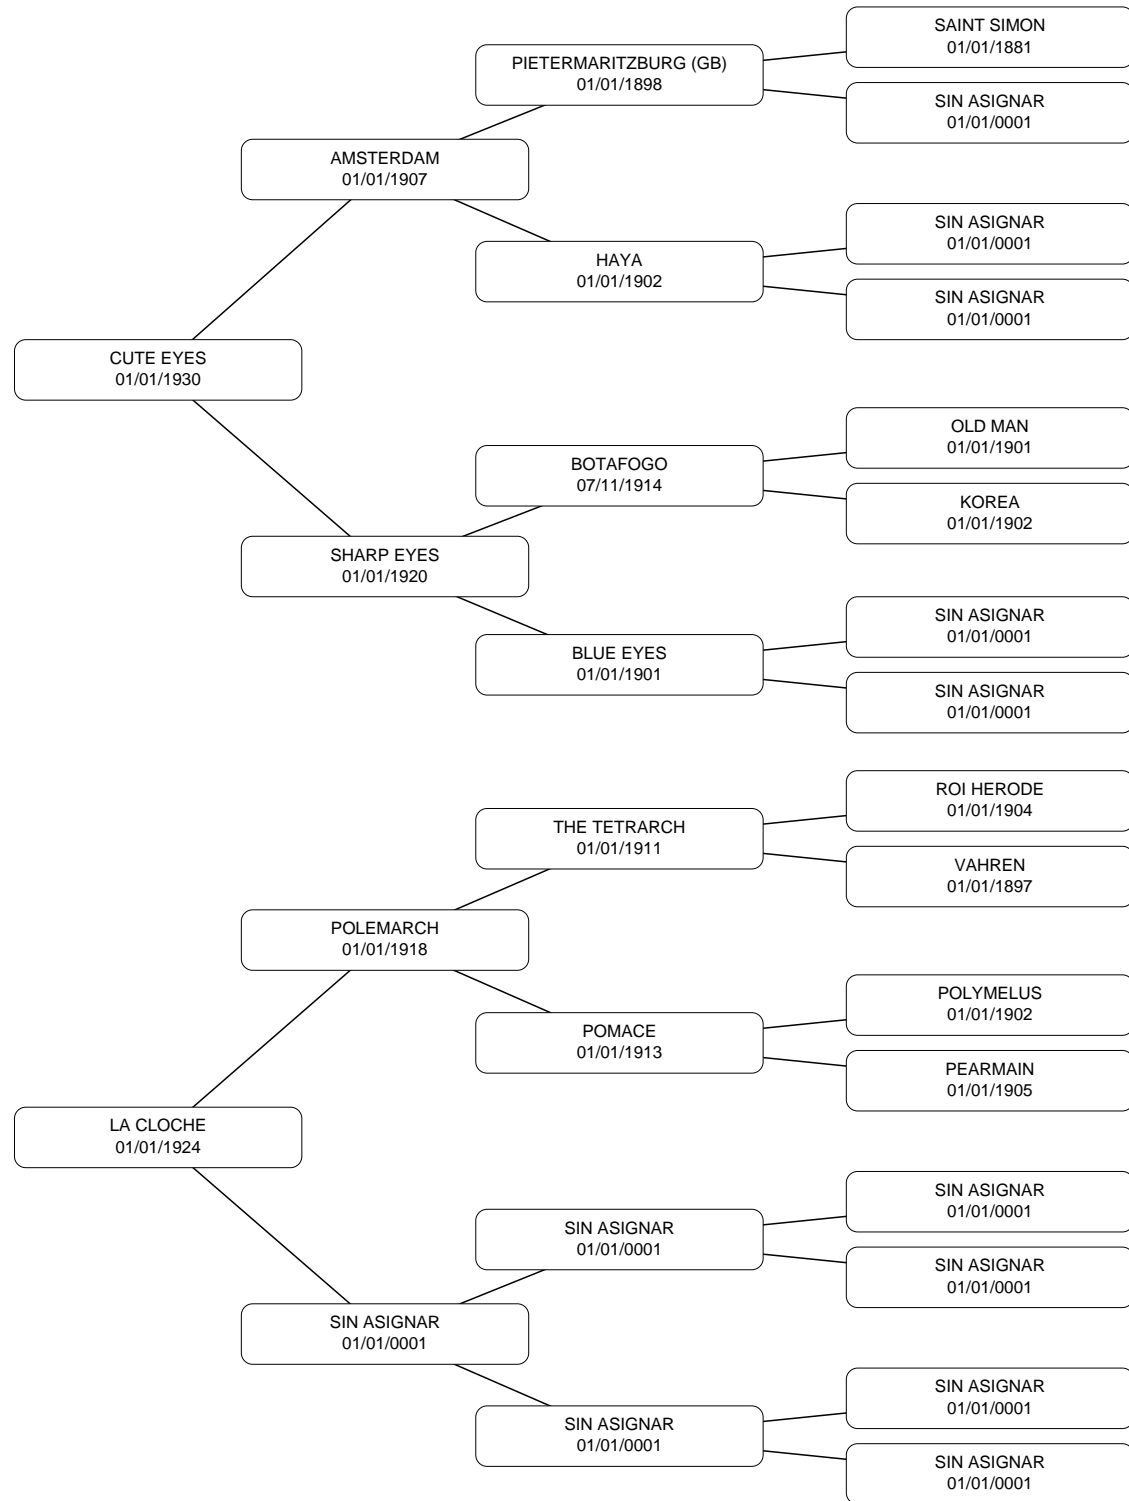 SAINT SIMON
01/01/1881
PIETERMARITZBURG (GB)
01/01/1898
SIN ASIGNAR
01/01/0001
AMSTERDAM
01/01/1907
SIN ASIGNAR
01/01/0001
HAYA
01/01/1902
SIN ASIGNAR
01/01/0001
CUTE EYES
01/01/1930
OLD MAN
01/01/1901
BOTAFOGO
07/11/1914
KOREA
01/01/1902
SHARP EYES
01/01/1920
SIN ASIGNAR
01/01/0001
BLUE EYES
01/01/1901
SIN ASIGNAR
01/01/0001
ROI HERODE
01/01/1904
THE TETRARCH
01/01/1911
VAHREN
01/01/1897
POLEMARCH
01/01/1918
POLYMELUS
01/01/1902
POMACE
01/01/1913
PEARMAIN
01/01/1905
LA CLOCHE
01/01/1924
SIN ASIGNAR
01/01/0001
SIN ASIGNAR
01/01/0001
SIN ASIGNAR
01/01/0001
SIN ASIGNAR
01/01/0001
SIN ASIGNAR
01/01/0001
SIN ASIGNAR
01/01/0001
SIN ASIGNAR
01/01/0001